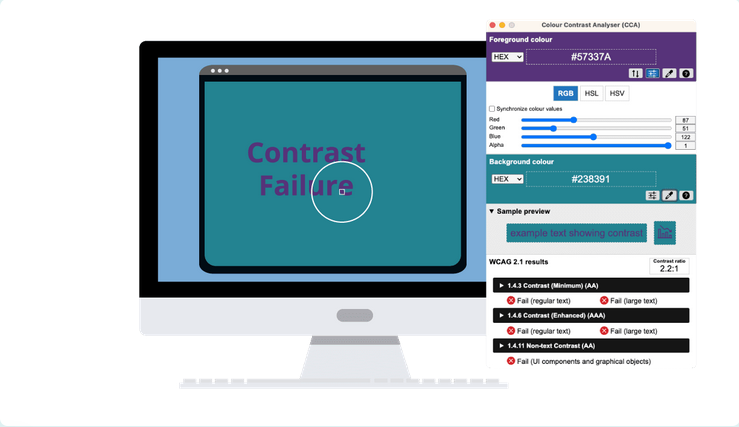 Contrast
Failure
Colour Contrast Analyser (CCA)
Foreground colour
HEX #57337A
RGB HSL HSV
Synchronize colour values
Red 87
Green 51
Blue 122
Alpha 1
Background colour
HEX #238391
Sample preview
example text showing contrast
WCAG 2.1 results
Contrast ratio
2.2:1
1.4.3 Contrast (Minimum) (AA)
Fail (regular text) Fail (large text)
1.4.6 Contrast (Enhanced) (AAA)
Fail (regular text) Fail (large text)
1.4.11 Non-text Contrast (AA)
Fail (UI components and graphical objects)